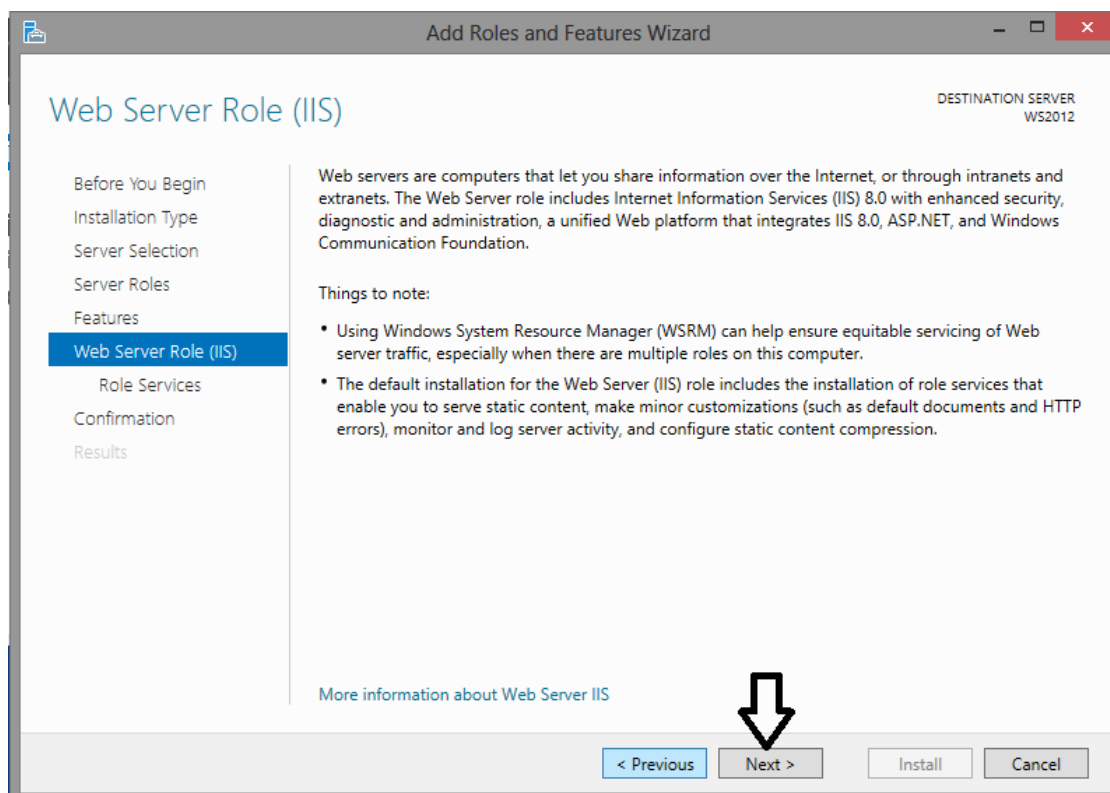 Add Roles and Features Wizard
Web Server Role (IIS)
DESTINATION SERVER
WS2012
Before You Begin
Installation Type
Server Selection
Server Roles
Features
Web Server Role (IIS)
Role Services
Confirmation
Results
Web servers are computers that let you share information over the Internet, or through intranets and
extranets. The Web Server role includes Internet Information Services (IIS) 8.0 with enhanced security,
diagnostic and administration, a unified Web platform that integrates IIS 8.0, ASP.NET, and Windows
Communication Foundation.
Things to note:
• Using Windows System Resource Manager (WSRM) can help ensure equitable servicing of Web
server traffic, especially when there are multiple roles on this computer.
• The default installation for the Web Server (IIS) role includes the installation of role services that
enable you to serve static content, make minor customizations (such as default documents and HTTP
errors), monitor and log server activity, and configure static content compression.
More information about Web Server IIS
< Previous
Next >
Install
Cancel